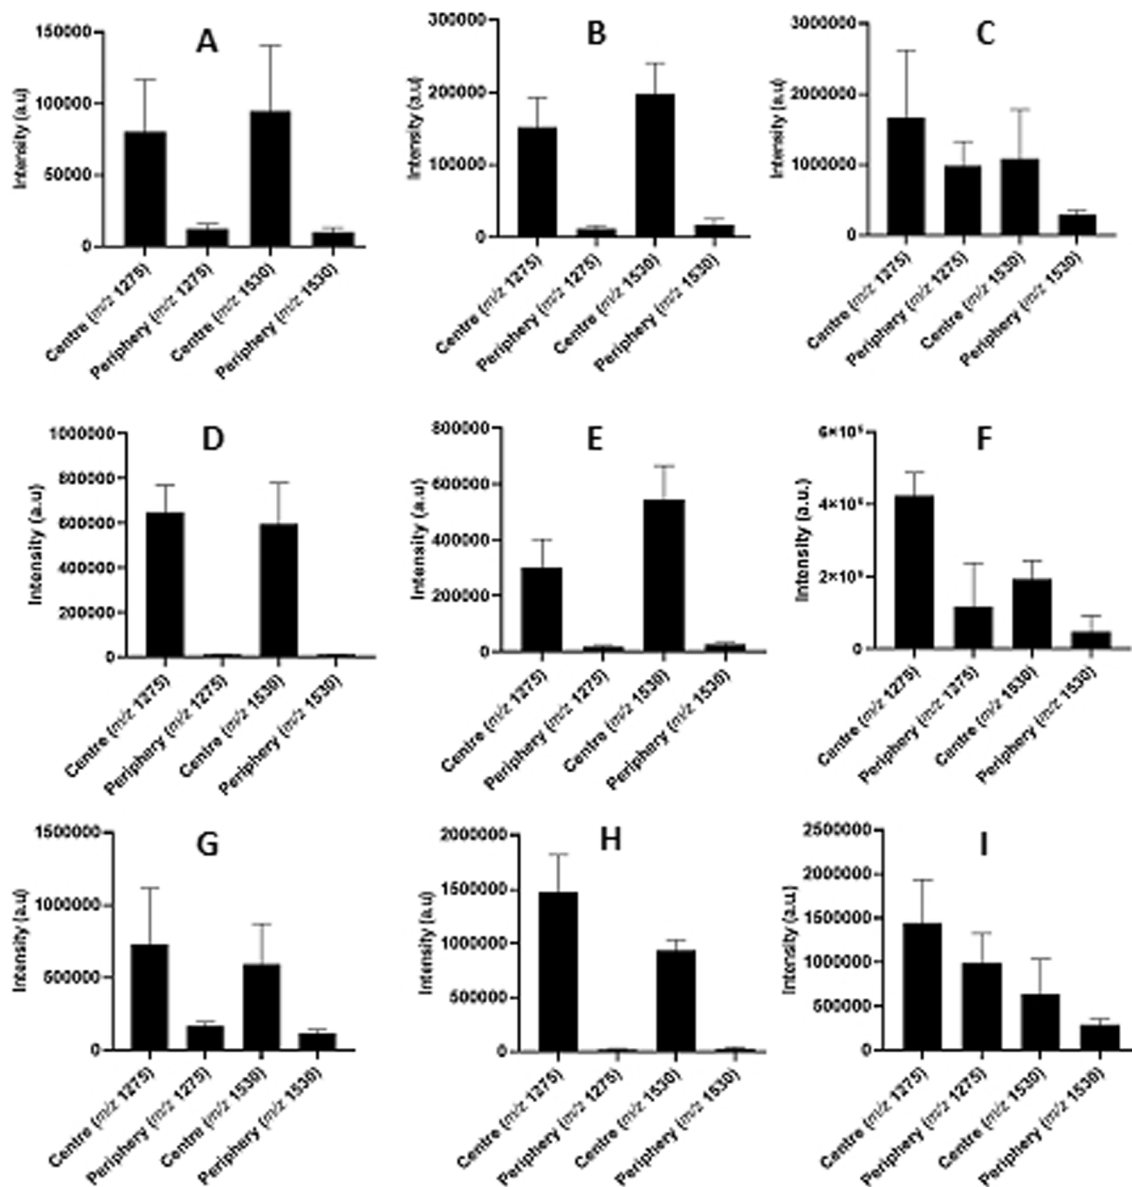 A
Intensity (a.u)
150000
100000
50000
0
Centre (m/z 1275)
Periphery (m/z 1275)
Centre (m/z 1530)
Periphery (m/z 1530)
B
Intensity (a.u)
300000
200000
100000
0
Centre (m/z 1275)
Periphery (m/z 1275)
Centre (m/z 1530)
Periphery (m/z 1530)
C
Intensity (a.u)
3000000
2000000
1000000
0
Centre (m/z 1275)
Periphery (m/z 1275)
Centre (m/z 1530)
Periphery (m/z 1530)
D
Intensity (a.u)
1000000
800000
600000
400000
200000
0
Centre (m/z 1275)
Periphery (m/z 1275)
Centre (m/z 1530)
Periphery (m/z 1530)
E
Intensity (a.u)
800000
600000
400000
200000
0
Centre (m/z 1275)
Periphery (m/z 1275)
Centre (m/z 1530)
Periphery (m/z 1530)
F
Intensity (a.u.)
0
Centre (m/z 1275)
Periphery (m/z 1275)
Centre (m/z 1530)
Periphery (m/z 1530)
G
Intensity (a.u)
1500000
1000000
500000
0
Centre (m/z 1275)
Periphery (m/z 1275)
Centre (m/z 1530)
Periphery (m/z 1530)
H
Intensity (a.u)
2000000
1500000
1000000
500000
0
Centre (m/z 1275)
Periphery (m/z 1275)
Centre (m/z 1530)
Periphery (m/z 1530)
I
Intensity (a.u.)
2500000
2000000
1500000
1000000
500000
0
Centre (m/z 1275)
Periphery (m/z 1275)
Centre (m/z 1530)
Periphery (m/z 1530)